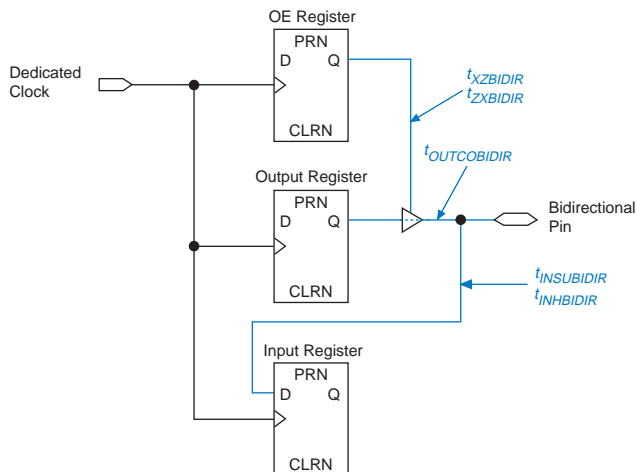 OE Register
PRN
D Q
CLRN
Dedicated
Clock
tXZBIDIR
tZXBIDIR
tOUTCOBIDIR
Output Register
PRN
D Q
CLRN
Bidirectional
Pin
tINSUBIDIR
tINHBIDIR
Input Register
PRN
D Q
CLRN